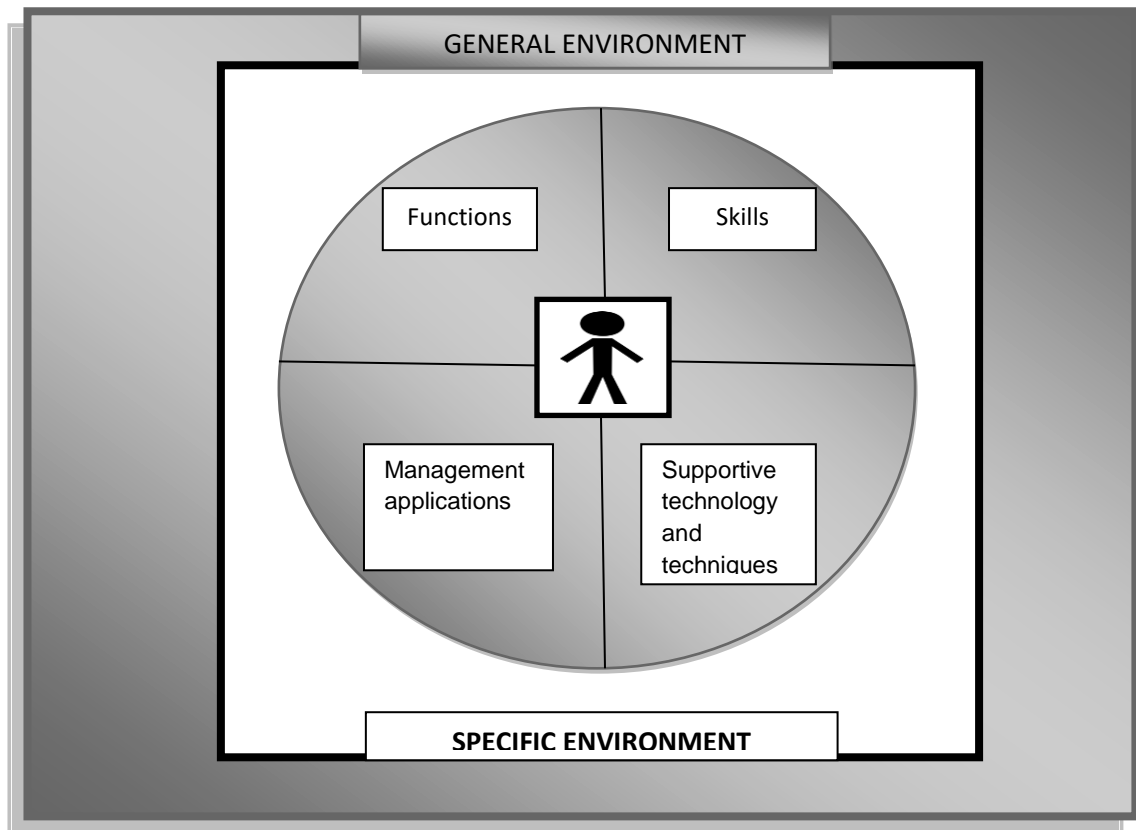 GENERAL ENVIRONMENT
Functions
Skills
Management
applications
Supportive
technology
and
techniques
SPECIFIC ENVIRONMENT